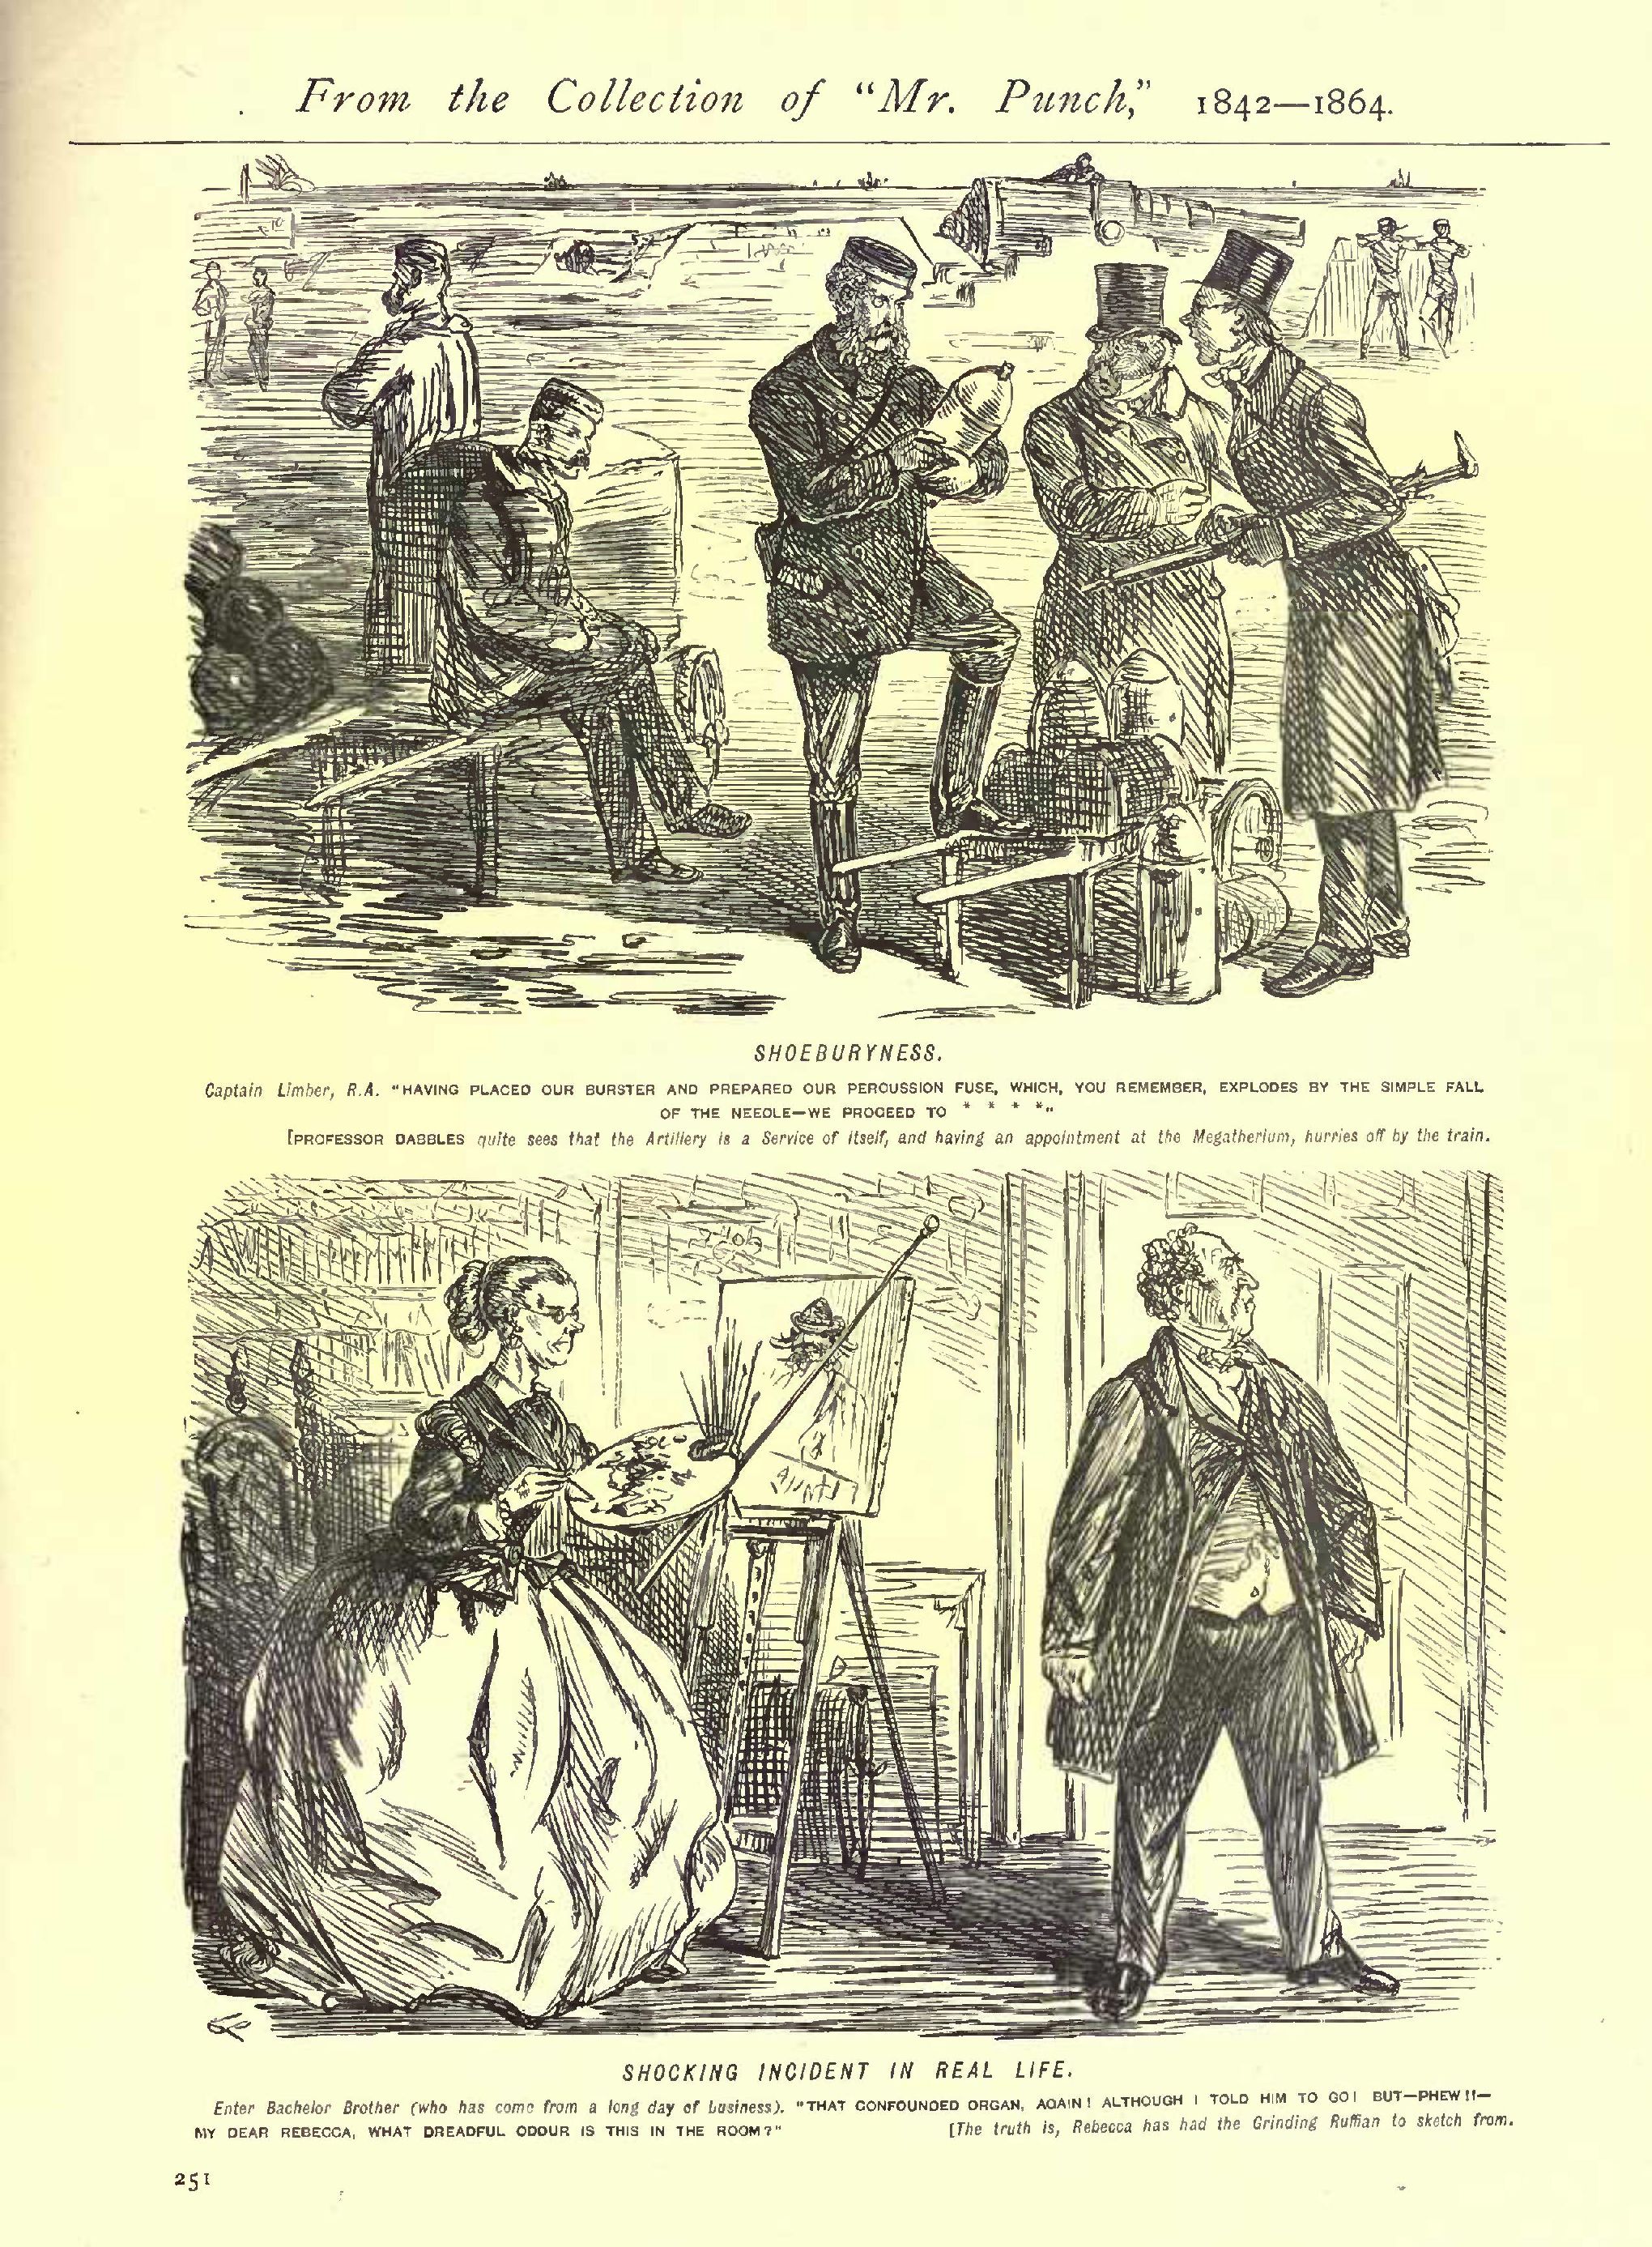 From the Collection of “Mr. Punch,” 1842—1864.
SHOEBURYNESS.
Captain Limber, R.A. “HAVING PLACED OUR BURSTER AND PREPARED OUR PERCUSSION FUSE, WHICH, YOU REMEMBER, EXPLODES BY THE SIMPLE FALL
OF THE NEEDLE—WE PROCEED TO * * * *”
[PROFESSOR DABBLES quite sees that the Artillery is a Service of itself, and having an appointment at the Megatherium, hurries off by the train.
SHOCKING INCIDENT IN REAL LIFE.
Enter Bachelor Brother (who has come from a long day of business). “THAT CONFOUNDED ORGAN, AGAIN! ALTHOUGH I TOLD HIM TO GO! BUT—PHEW!!—
MY DEAR REBECCA, WHAT DREADFUL ODOUR IS THIS IN THE ROOM?”
[The truth is, Rebecca has had the Grinding Ruffian to sketch from.
251